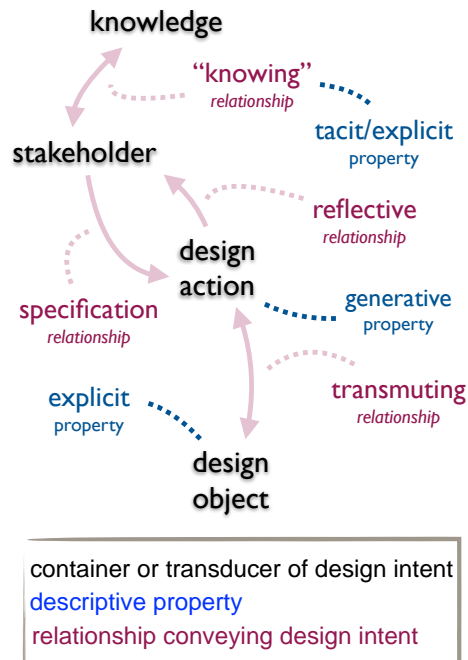 knowledge
“knowing”
relationship
tacit/explicit
property
stakeholder
reflective
relationship
design
action
generative
property
specification
relationship
transmuting
relationship
explicit
property
design
object
container or transducer of design intent
descriptive property
relationship conveying design intent